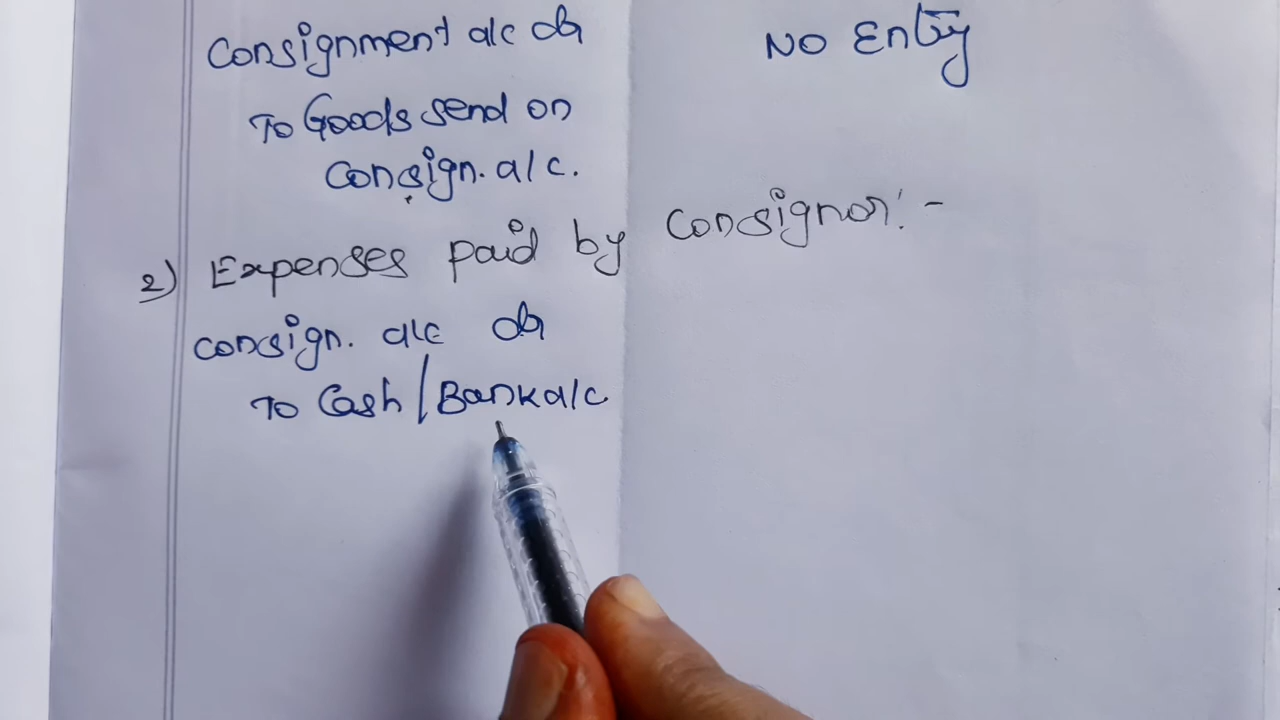 Consignment a/c dr
No Entry
To Goods send on
Consign. a/c.
2) Expenses paid by Consignor:-
consign. a/c dr
To Cash/Bank a/c